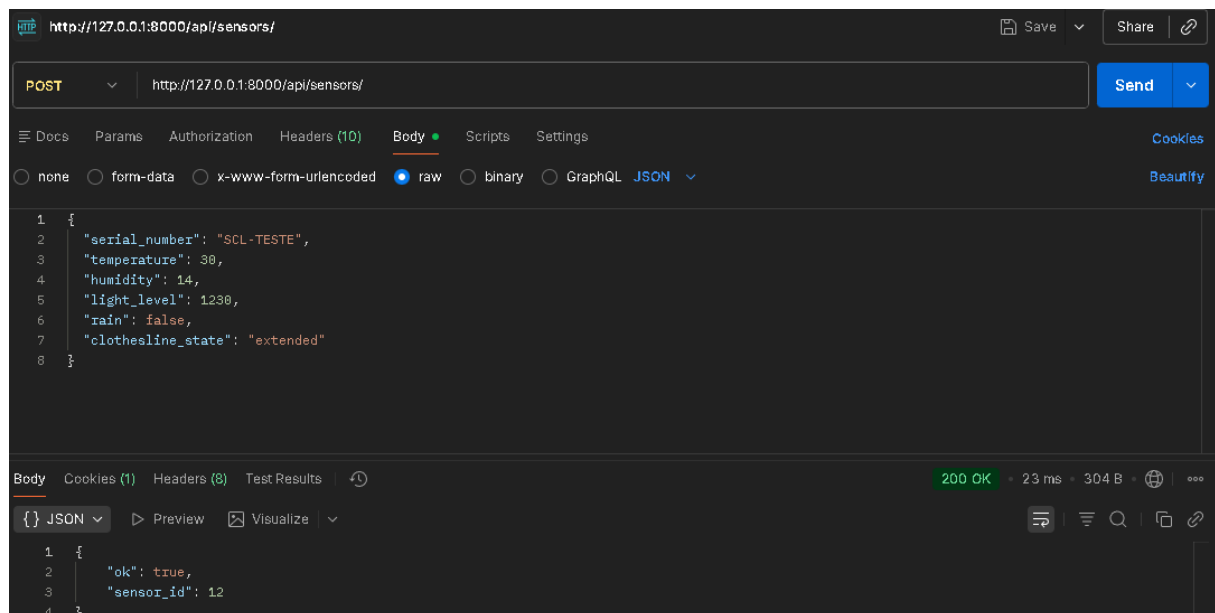 HTTP http://127.0.0.1:8000/api/sensors/ Save Share
POST http://127.0.0.1:8000/api/sensors/ Send
Docs Params Authorization Headers (10) Body Scripts Settings Cookies
none form-data x-www-form-urlencoded raw binary GraphQL JSON Beautify
1 {
2 "serial_number": "SCL-TESTE",
3 "temperature": 30,
4 "humidity": 14,
5 "light_level": 1230,
6 "rain": false,
7 "clothesline_state": "extended"
8 }
Body Cookies (1) Headers (8) Test Results 200 OK • 23 ms • 304 B •
{} JSON Preview Visualize
1 {
2 "ok": true,
3 "sensor_id": 12
4 }